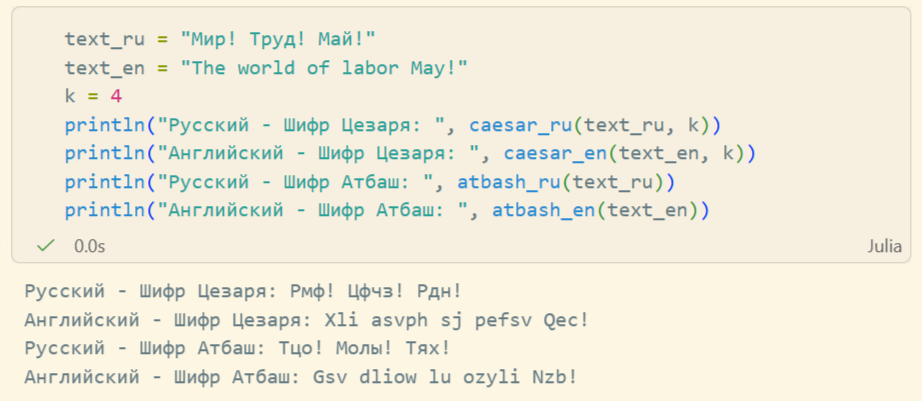 text_ru = "Мир! Труд! Май!"
text_en = "The world of labor May!"
k = 4
println("Русский - Шифр Цезаря: ", caesar_ru(text_ru, k))
println("Английский - Шифр Цезаря: ", caesar_en(text_en, k))
println("Русский - Шифр Атбаш: ", atbash_ru(text_ru))
println("Английский - Шифр Атбаш: ", atbash_en(text_en))
0.0s Julia
Русский - Шифр Цезаря: Рмф! Цфчз! Рдн!
Английский - Шифр Цезаря: Xli asvph sj pefsv Qec!
Русский - Шифр Атбаш: Тцо! Молы! Тях!
Английский - Шифр Атбаш: Gsv dliow lu ozyli Nzb!